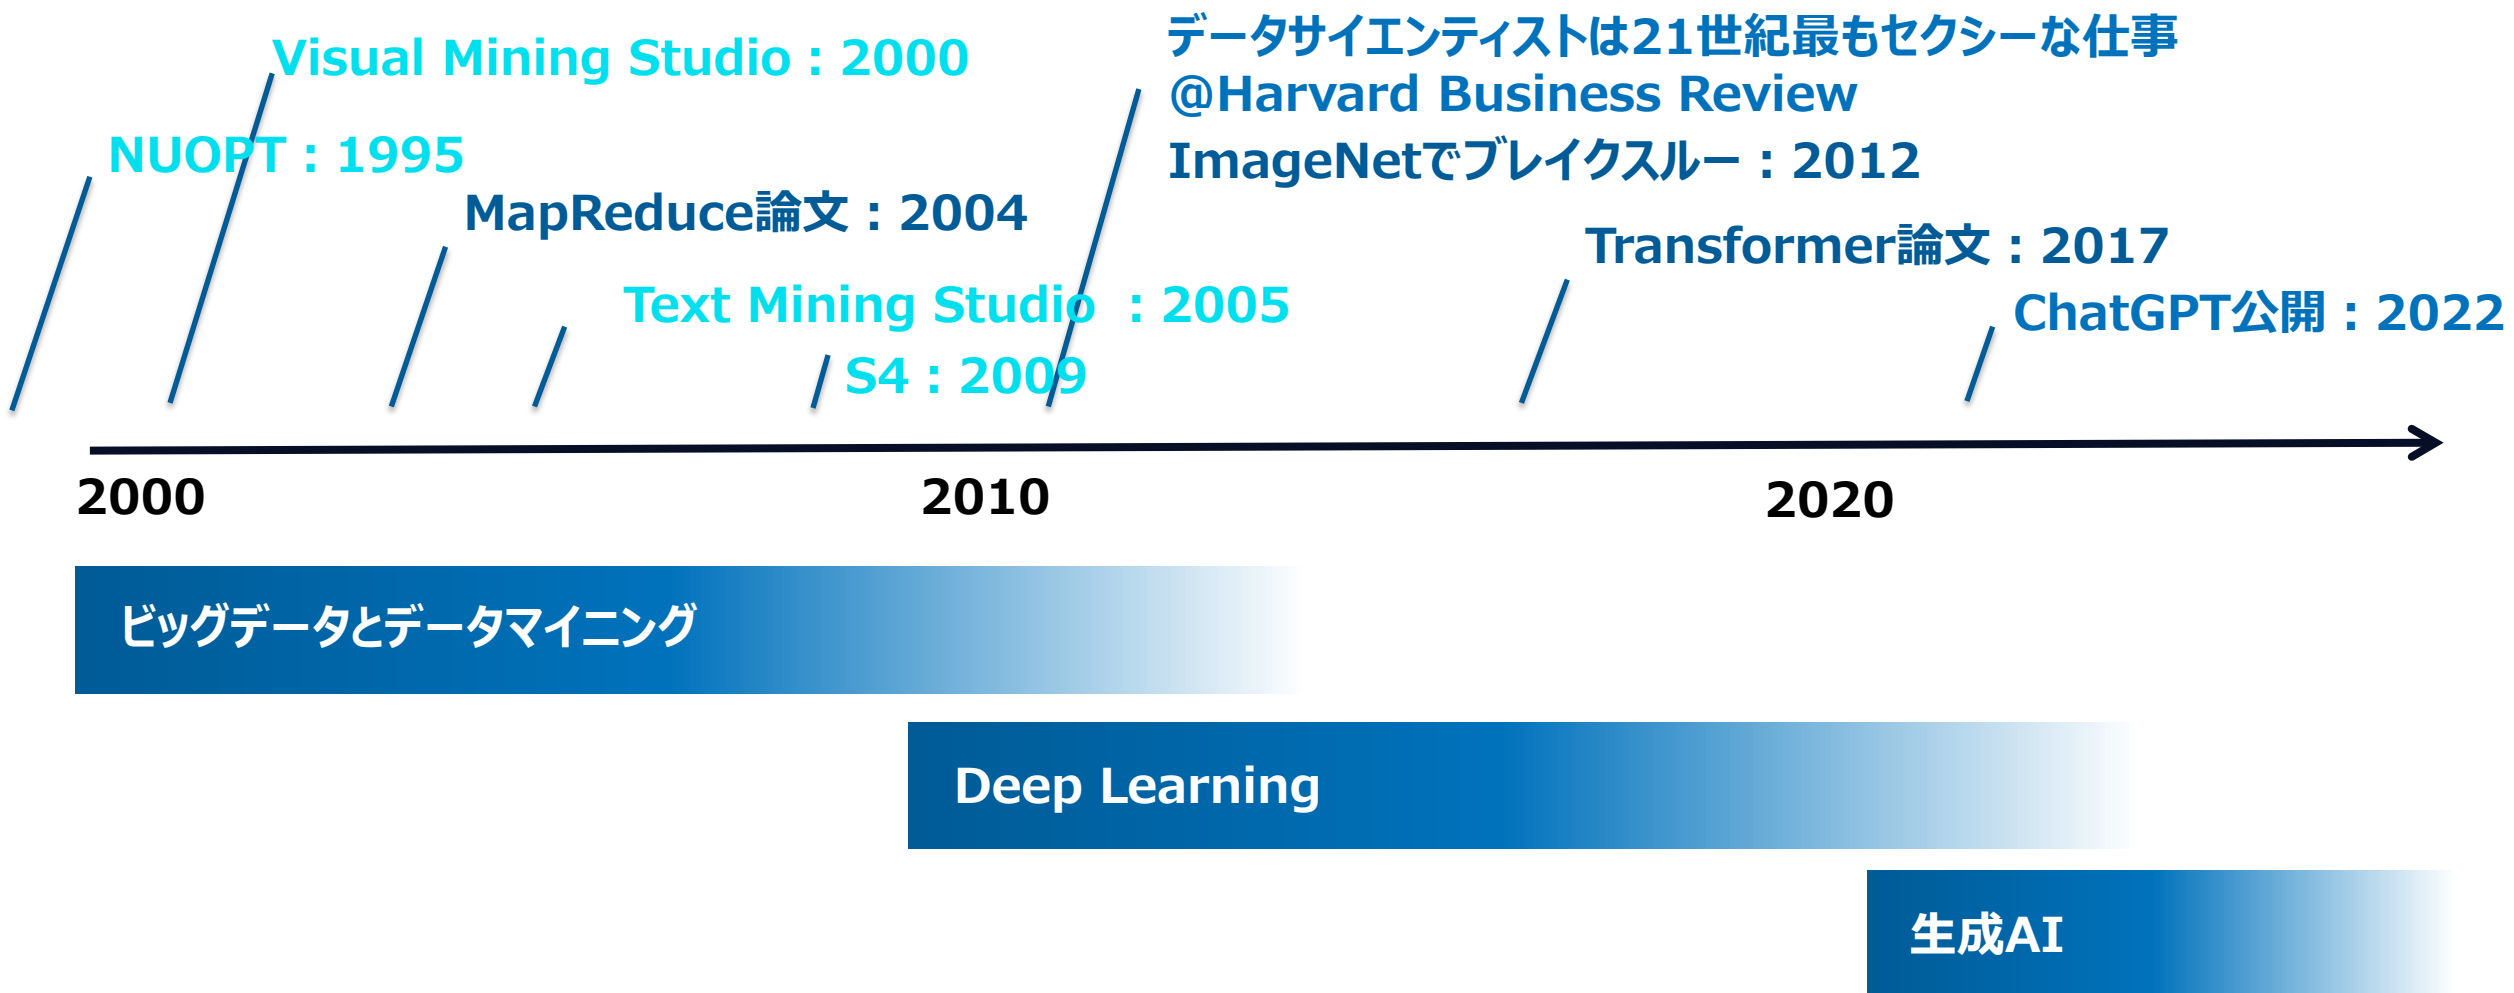 Visual Mining Studio：2000
データサイエンティストは21世紀最もセクシーな仕事
@Harvard Business Review
NUOPT：1995
ImageNetでブレイクスルー：2012
MapReduce論文：2004
Transformer論文：2017
Text Mining Studio ：2005
ChatGPT公開：2022
S4：2009
2000
2010
2020
ビッグデータとデータマイニング
Deep Learning
生成AI